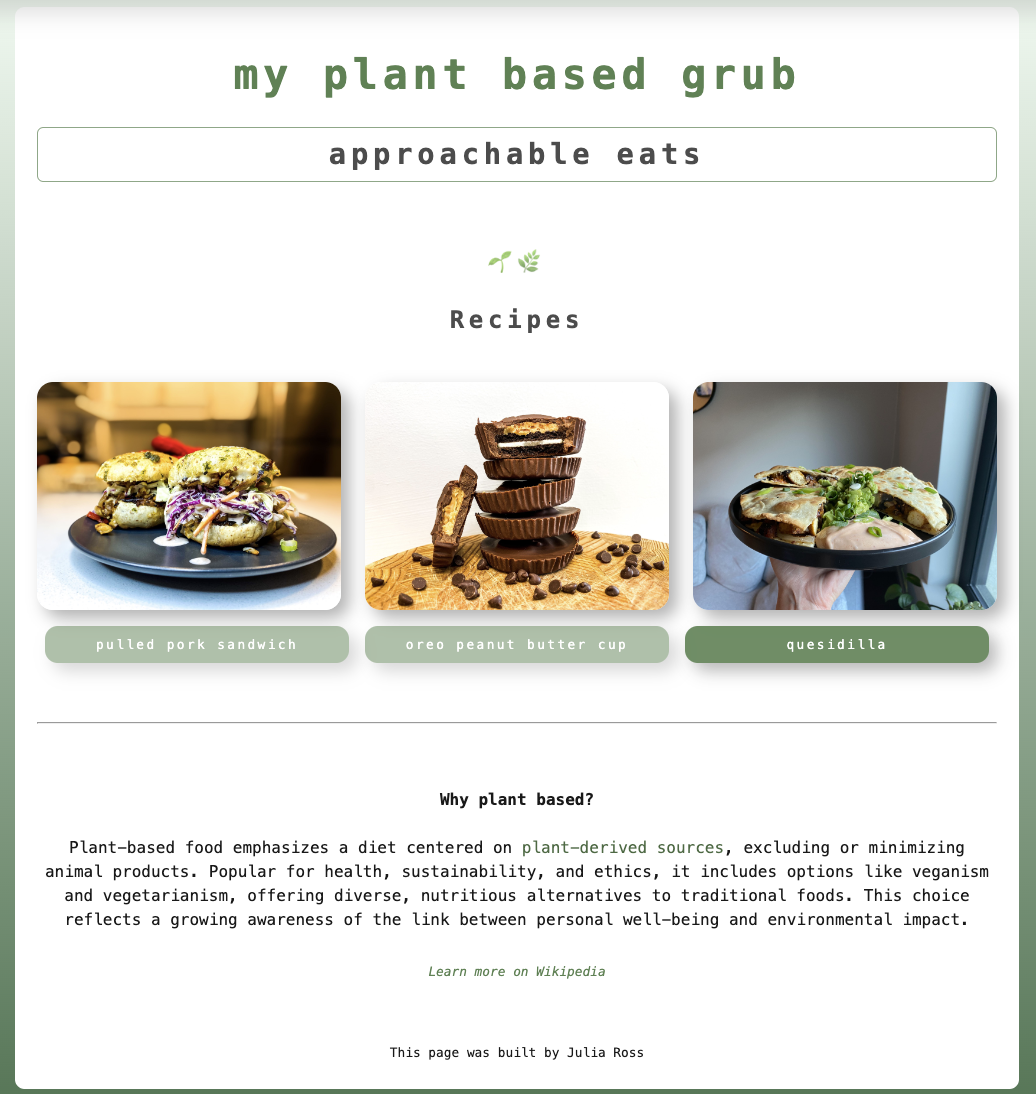 my plant based grub
approachable eats
🌱🌿
Recipes
pulled pork sandwich
oreo peanut butter cup
quesidilla
Why plant based?
Plant-based food emphasizes a diet centered on plant-derived sources, excluding or minimizing
animal products. Popular for health, sustainability, and ethics, it includes options like veganism
and vegetarianism, offering diverse, nutritious alternatives to traditional foods. This choice
reflects a growing awareness of the link between personal well-being and environmental impact.
Learn more on Wikipedia
This page was built by Julia Ross